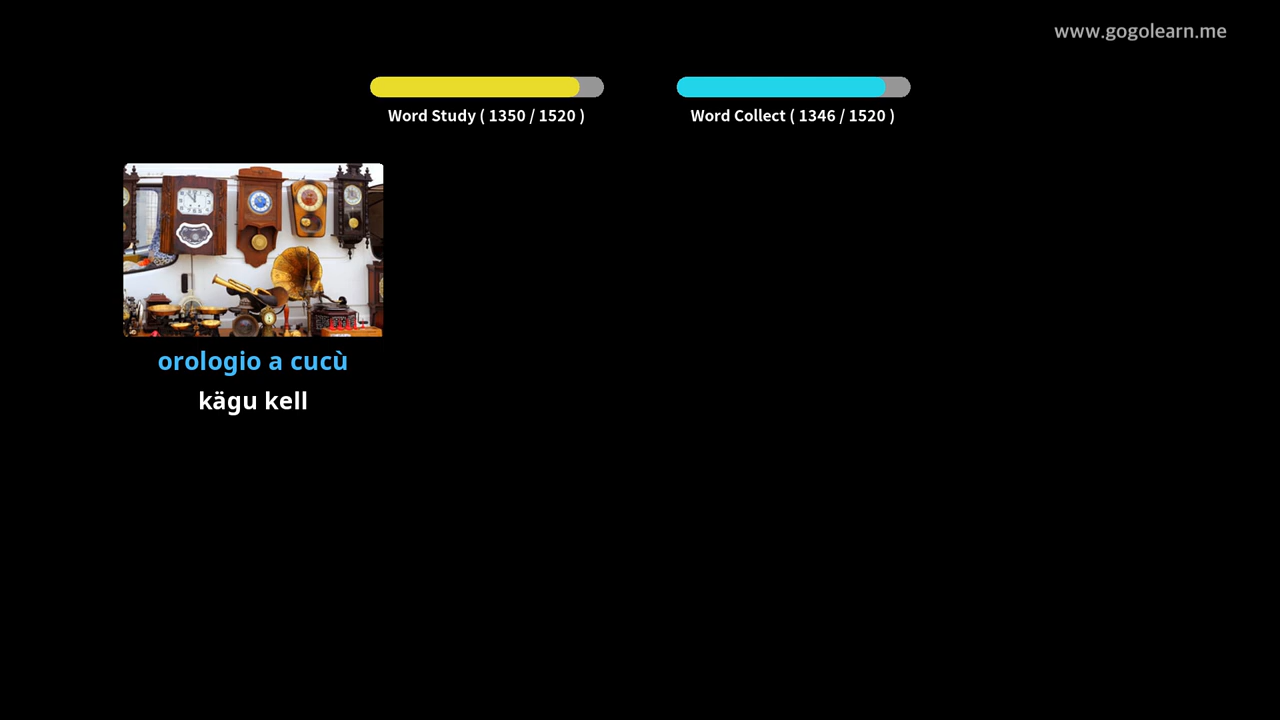 www.gogolearn.me
Word Study ( 1350 / 1520 )
Word Collect ( 1346 / 1520 )
orologio a cucù
kägu kell